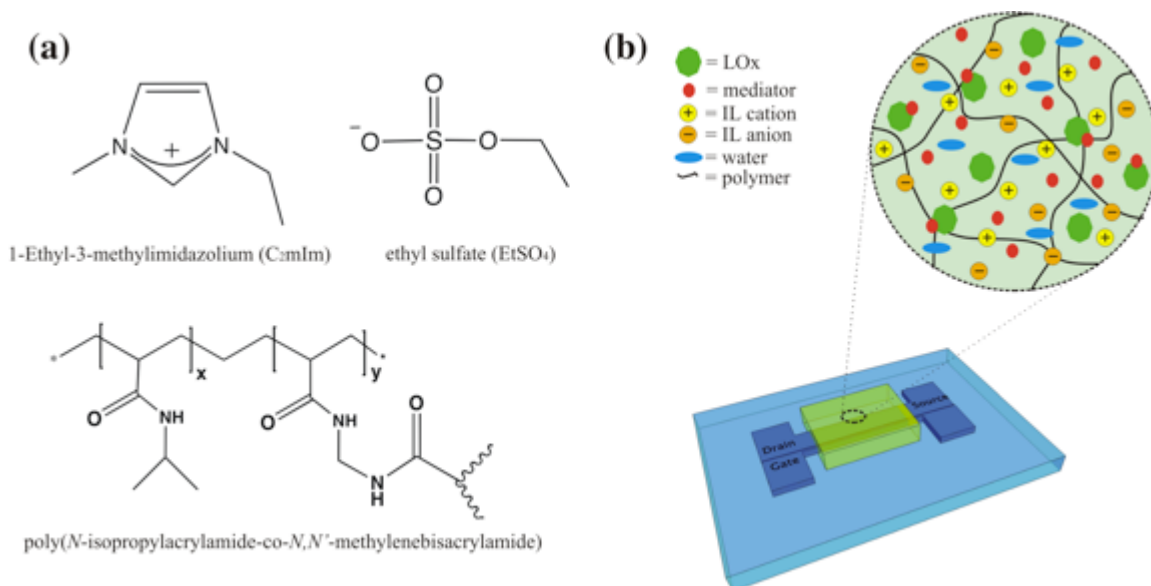 (a)
N
+
N
1-Ethyl-3-methylimidazolium (C₂mIm)
O
⁻O
S
O
O
ethyl sulfate (EtSO₄)
x
y
O
NH
O
NH
O
N
H
poly(N-isopropylacrylamide-co-N,N'-methylenebisacrylamide)
(b)
= LOx
= mediator
+ = IL cation
− = IL anion
= water
= polymer
Drain
Gate
Source